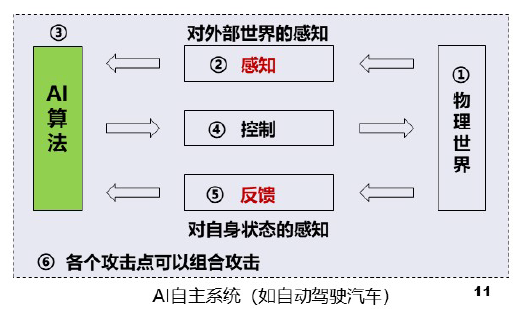 ③
对外部世界的感知
② 感知
①
物理世界
AI
算法
④ 控制
⑤ 反馈
对自身状态的感知
⑥ 各个攻击点可以组合攻击
AI自主系统（如自动驾驶汽车）
11